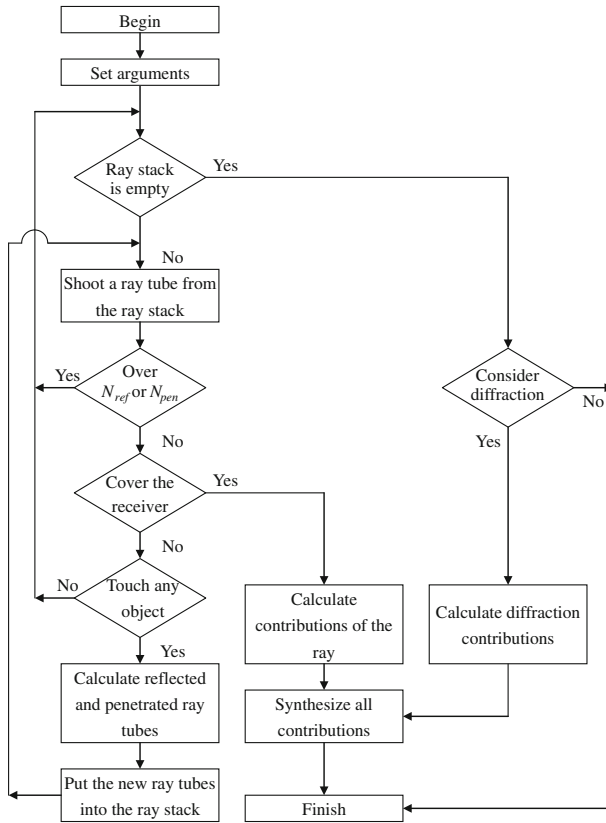 Begin
Set arguments
Ray stack
is empty
Yes
No
Shoot a ray tube from
the ray stack
Over
N_ref or N_pen
Yes
No
Consider
diffraction
No
Yes
Cover the
receiver
Yes
No
Touch any
object
No
Yes
Calculate
contributions of the
ray
Calculate diffraction
contributions
Calculate reflected
and penetrated ray
tubes
Synthesize all
contributions
Put the new ray tubes
into the ray stack
Finish